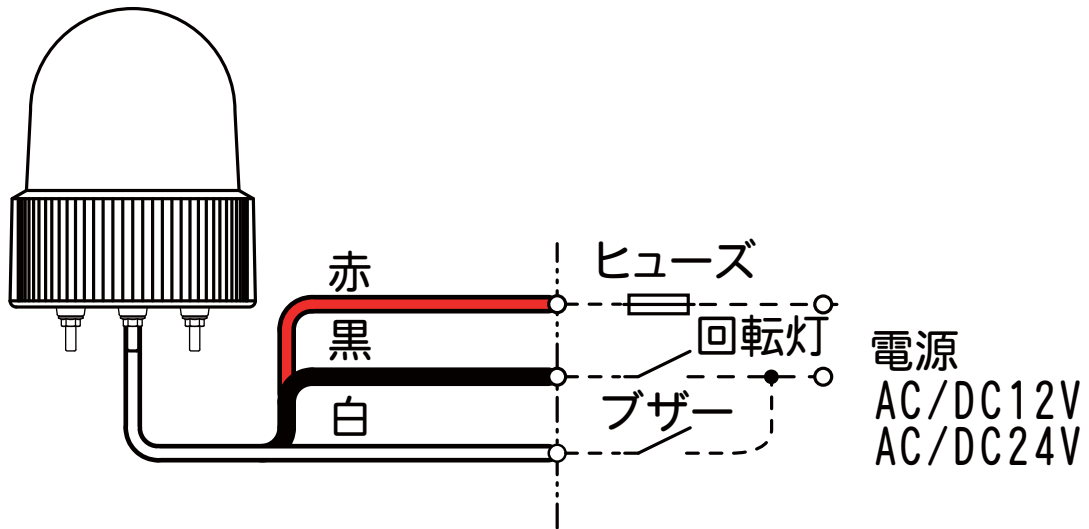 赤
ヒューズ
黒
回転灯
白
ブザー
電源
AC/DC12V
AC/DC24V